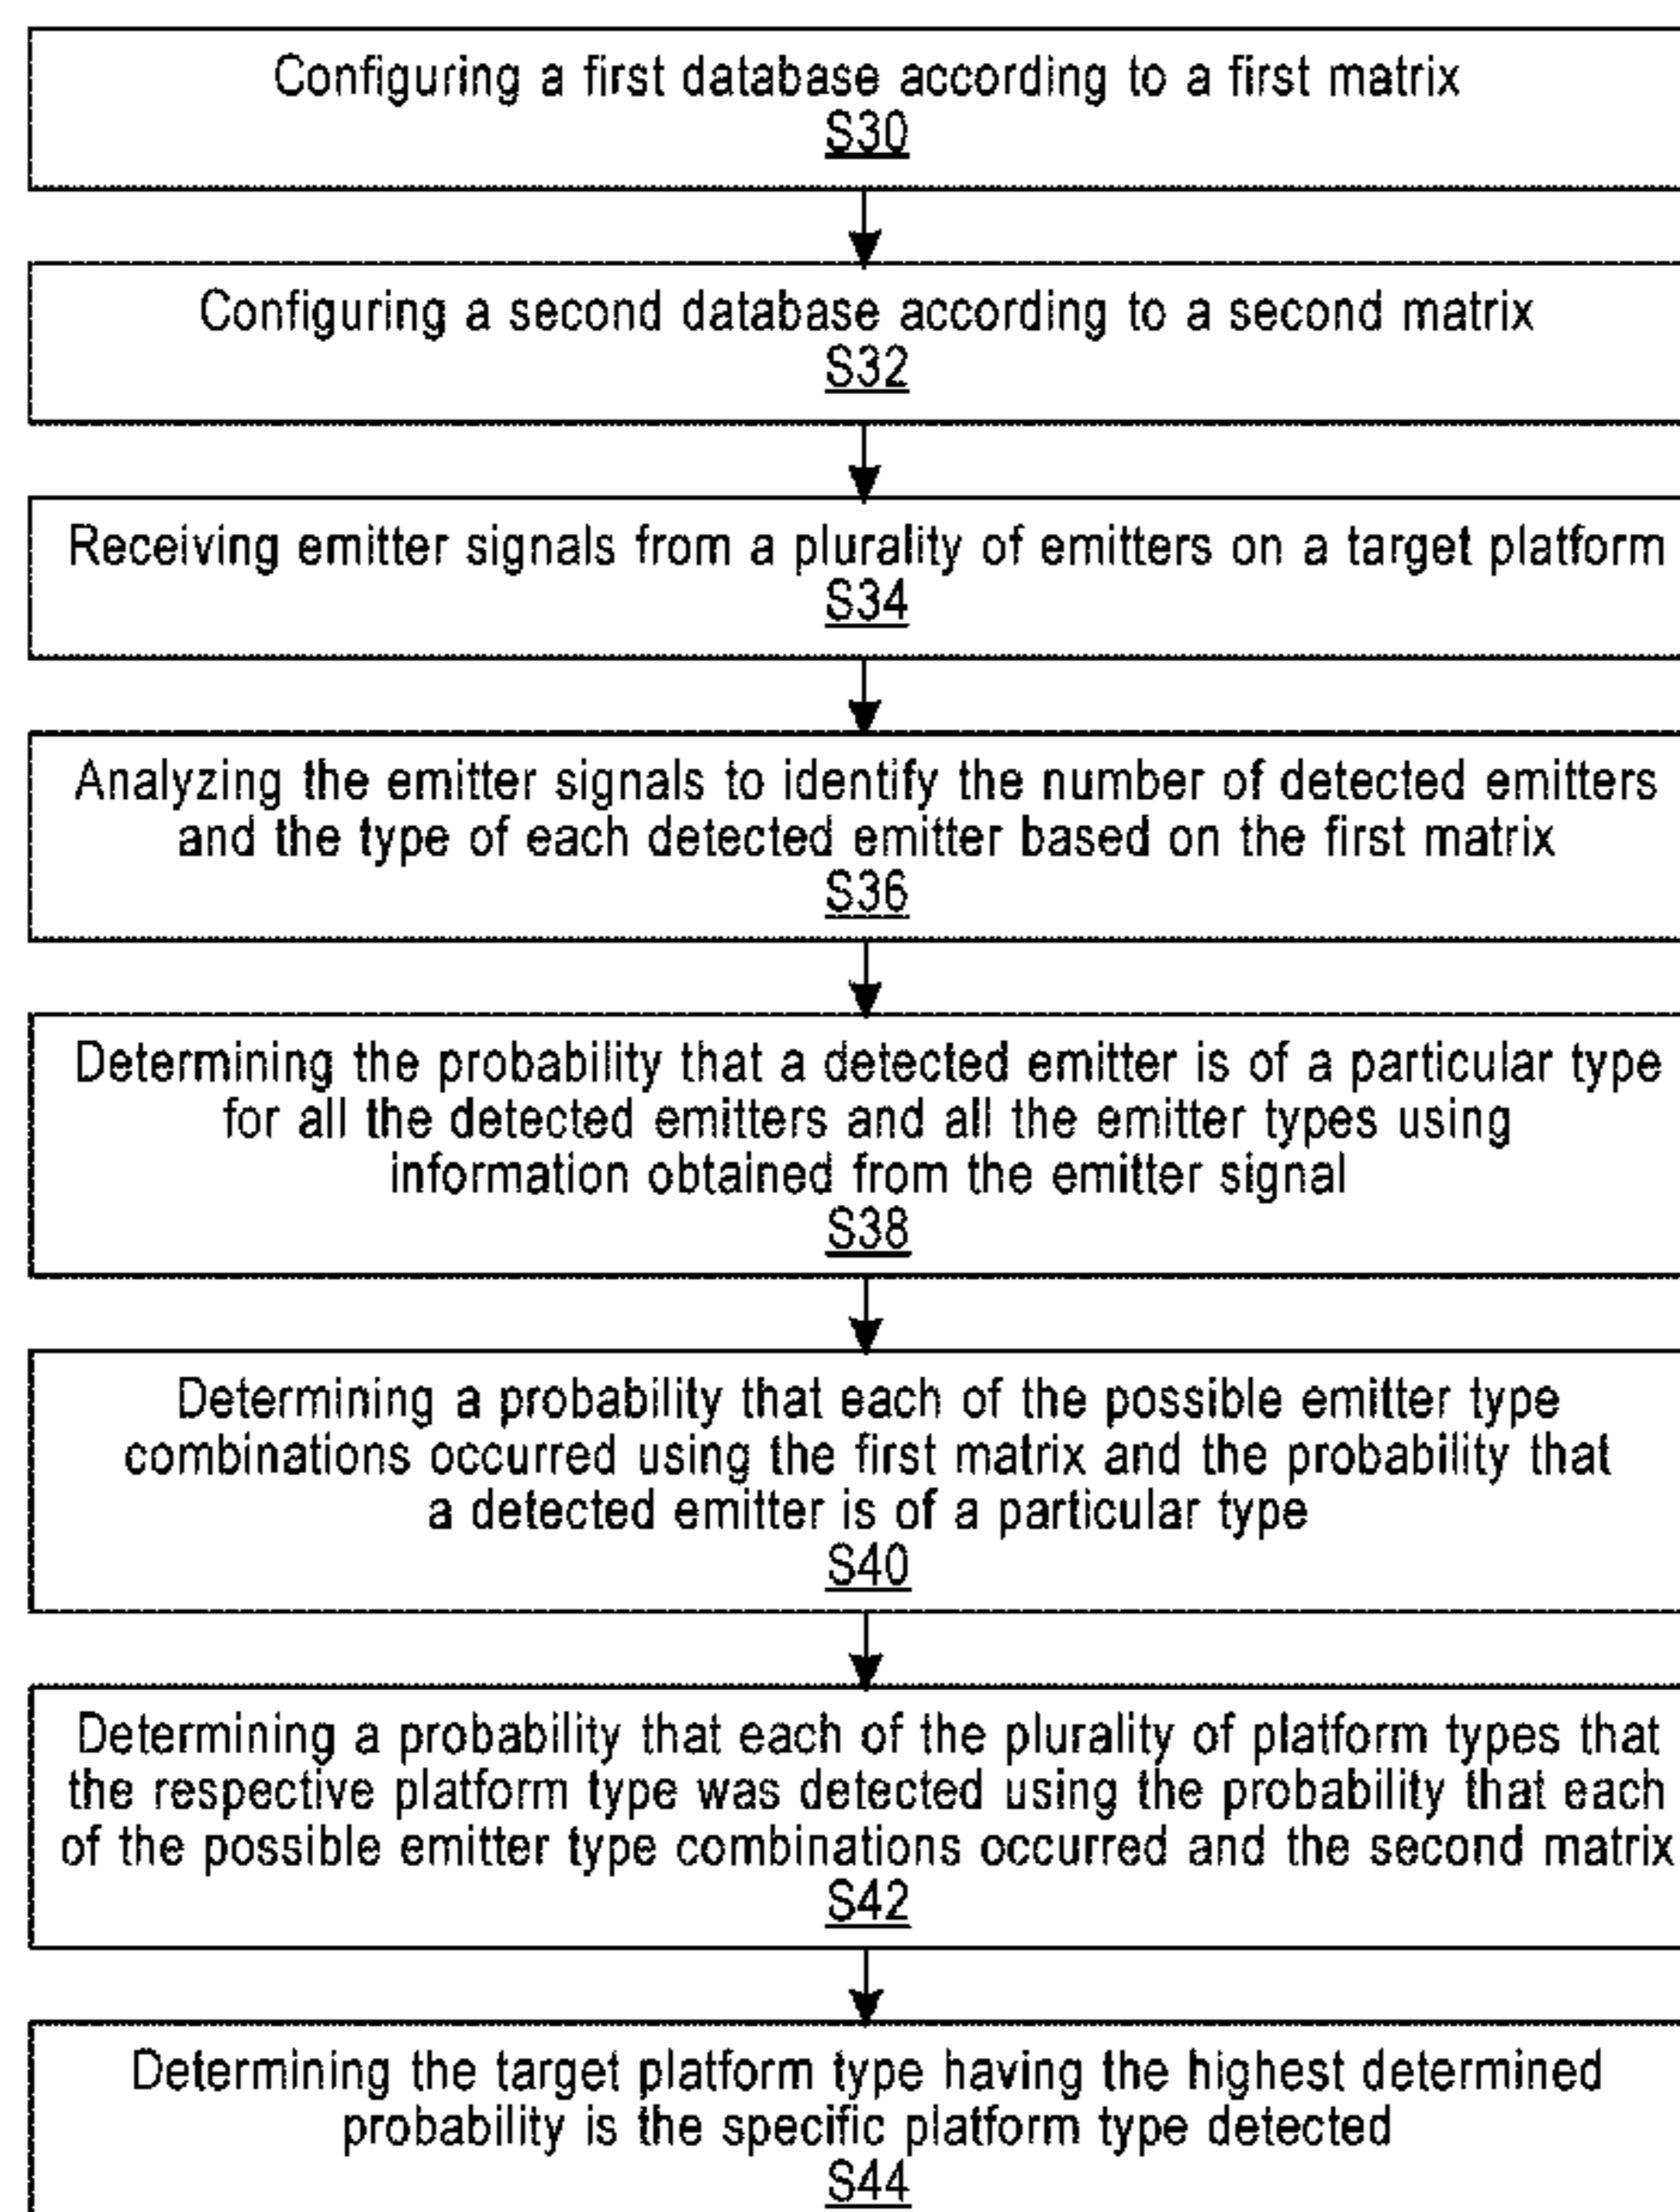 Configuring a first database according to a first matrix
S30
Configuring a second database according to a second matrix
S32
Receiving emitter signals from a plurality of emitters on a target platform
S34
Analyzing the emitter signals to identify the number of detected emitters
and the type of each detected emitter based on the first matrix
S36
Determining the probability that a detected emitter is of a particular type
for all the detected emitters and all the emitter types using
information obtained from the emitter signal
S38
Determining a probability that each of the possible emitter type
combinations occurred using the first matrix and the probability that
a detected emitter is of a particular type
S40
Determining a probability that each of the plurality of platform types that
the respective platform type was detected using the probability that each
of the possible emitter type combinations occurred and the second matrix
S42
Determining the target platform type having the highest determined
probability is the specific platform type detected
S44